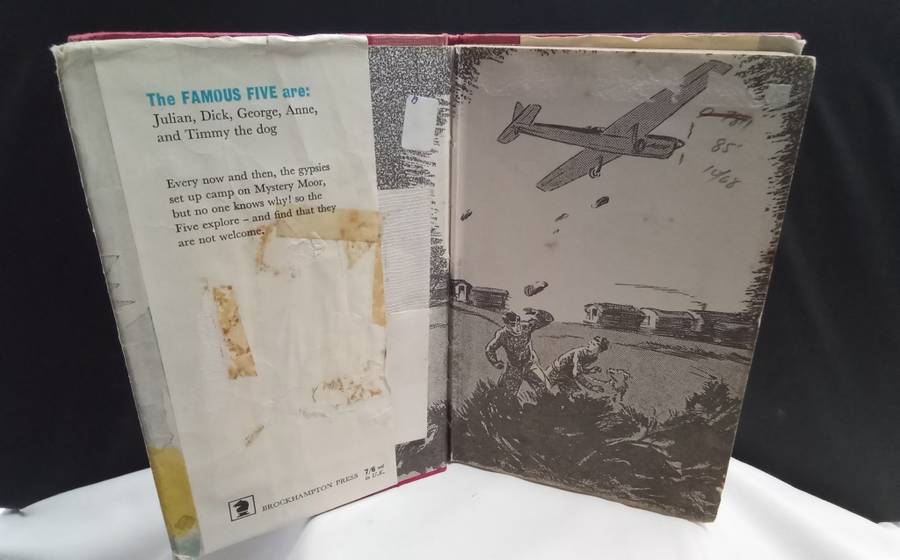 The FAMOUS FIVE are:
Julian, Dick, George, Anne,
and Timmy the dog
Every now and then, the gypsies
set up camp on Mystery Moor,
but no one knows why! so the
Five explore – and find that they
are not welcome.
BROCKHAMPTON PRESS
7/6 net
in U.K.
85-